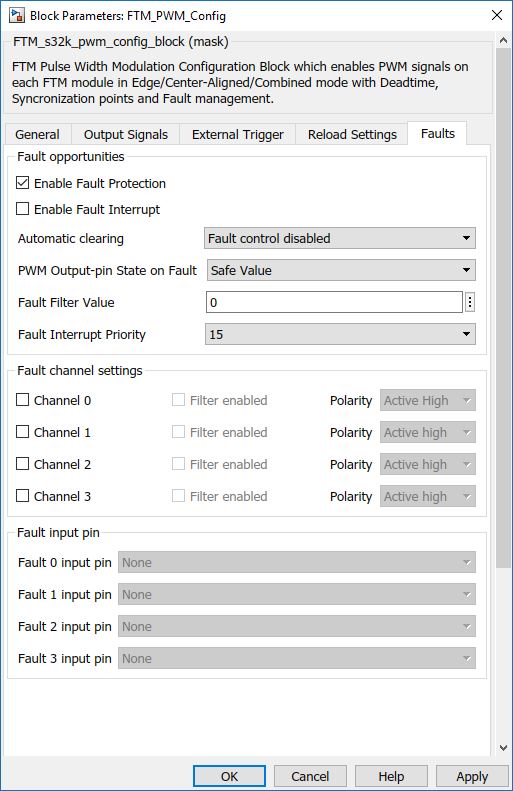 Block Parameters: FTM_PWM_Config
FTM_s32k_pwm_config_block (mask)
FTM Pulse Width Modulation Configuration Block which enables PWM signals on
each FTM module in Edge/Center-Aligned/Combined mode with Deadtime,
Syncronization points and Fault management.
General Output Signals External Trigger Reload Settings Faults
Fault opportunities
Enable Fault Protection
Enable Fault Interrupt
Automatic clearing Fault control disabled
PWM Output-pin State on Fault Safe Value
Fault Filter Value 0
Fault Interrupt Priority 15
Fault channel settings
Channel 0 Filter enabled Polarity Active High
Channel 1 Filter enabled Polarity Active high
Channel 2 Filter enabled Polarity Active high
Channel 3 Filter enabled Polarity Active high
Fault input pin
Fault 0 input pin None
Fault 1 input pin None
Fault 2 input pin None
Fault 3 input pin None
OK Cancel Help Apply